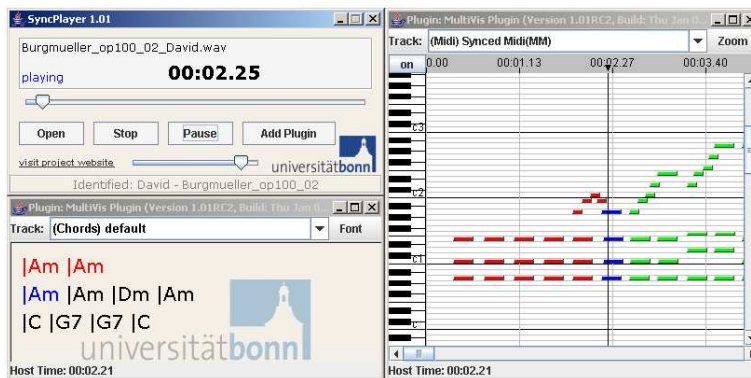 SyncPlayer 1.01
Burgmueller_op100_02_David.wav
playing 00:02.25
Open Stop Pause Add Plugin
visit project website
universitätbonn
Identified: David - Burgmueller_op100_02
Plugin: MultiVis Plugin (Version 1.01RC2, Build: Thu Jan 0
Track: (Chords) default Font
|Am |Am
|Am |Am |Dm |Am
|C |G7 |G7 |C
universitätbonn
Host Time: 00:02.21
Plugin: MultiVis Plugin (Version 1.01RC2, Build: Thu Jan 0
Track: (Midi) Synced Midi(MM) Zoom
on 0.00 00:01.13 00:02.27 00:03.40
c3
c2
c1
c
Host Time: 00:02.21